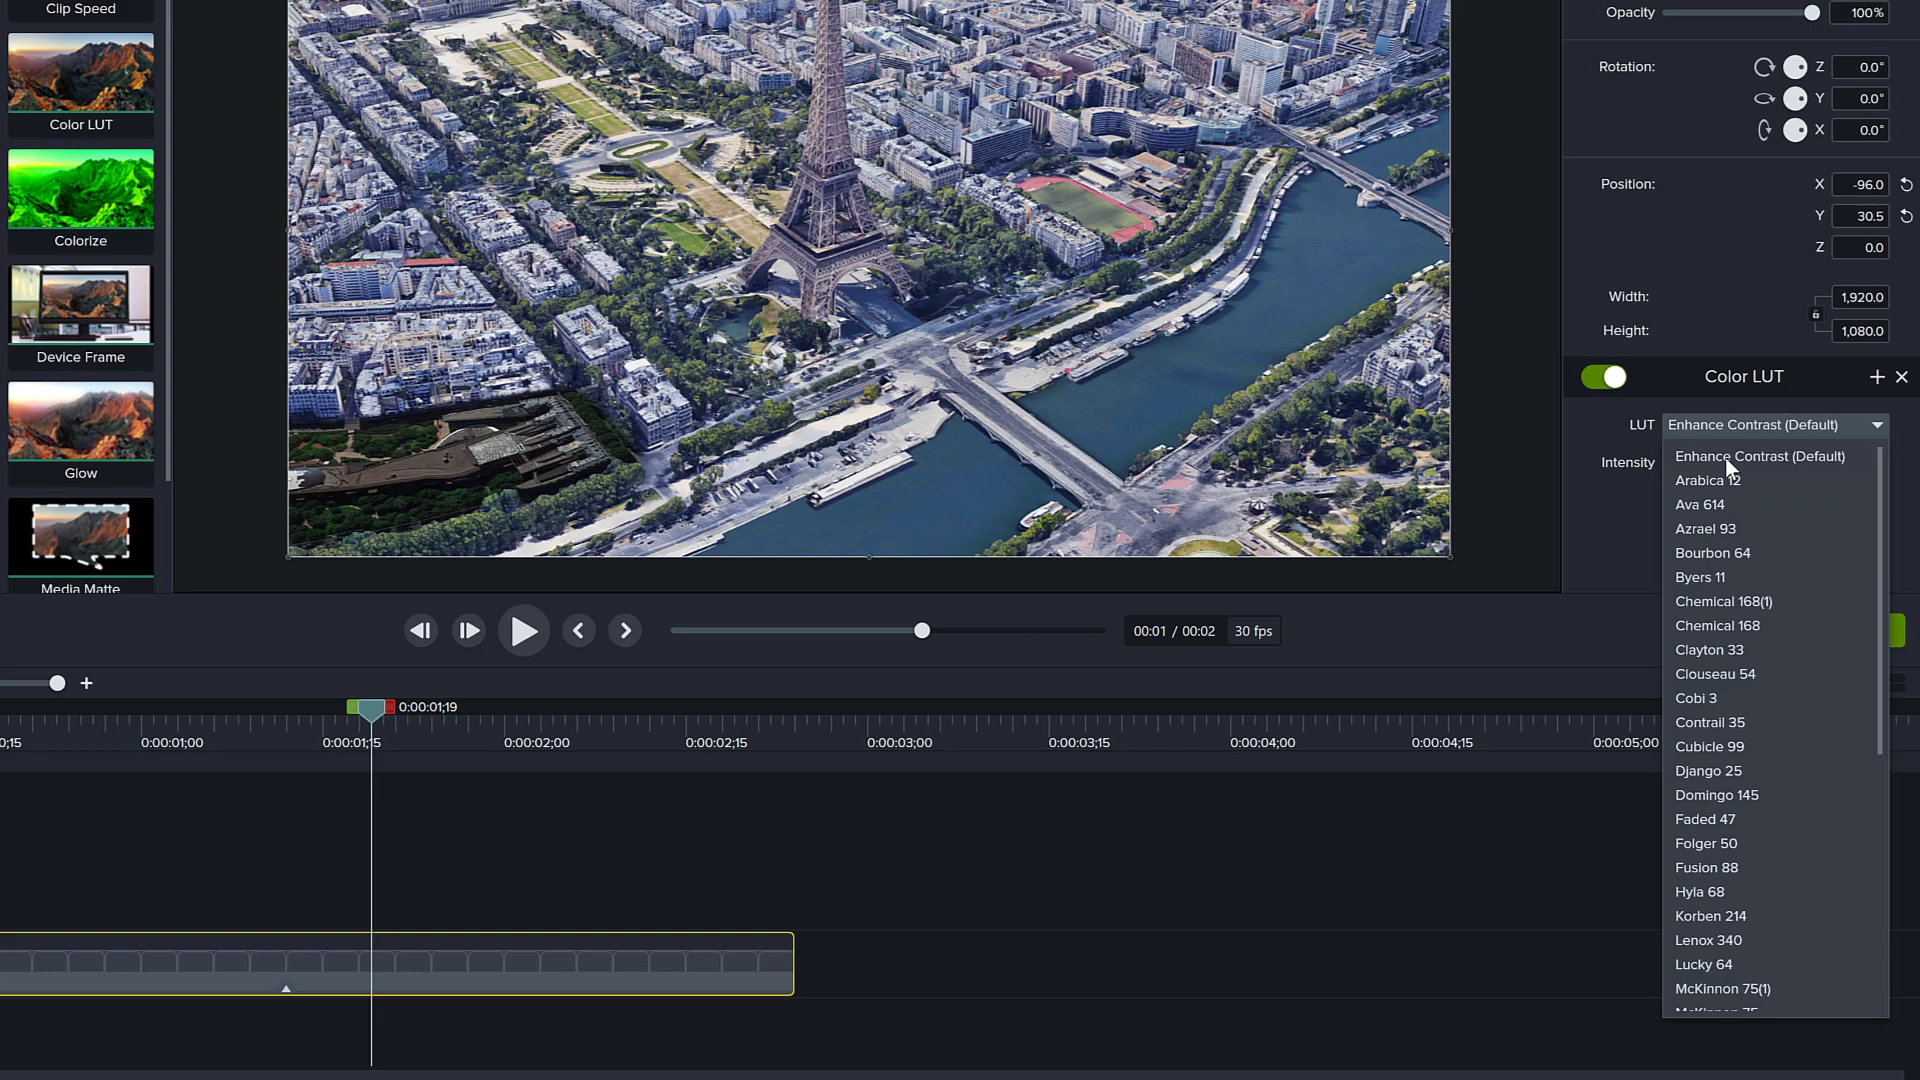 Clip Speed
Color LUT
Colorize
Device Frame
Glow
Media Matte
Opacity 100%
Rotation: Z 0.0°
Y 0.0°
X 0.0°
Position: X -96.0
Y 30.5
Z 0.0
Width: 1,920.0
Height: 1,080.0
Color LUT
LUT Enhance Contrast (Default)
Intensity
Enhance Contrast (Default)
Arabica 12
Ava 614
Azrael 93
Bourbon 64
Byers 11
Chemical 168(1)
Chemical 168
Clayton 33
Clouseau 54
Cobi 3
Contrail 35
Cubicle 99
Django 25
Domingo 145
Faded 47
Folger 50
Fusion 88
Hyla 68
Korben 214
Lenox 340
Lucky 64
McKinnon 75(1)
McKinnon 75
00:01 / 00:02 30 fps
0:00:01;19
0;15 0:00:01;00 0:00:01;15 0:00:02;00 0:00:02;15 0:00:03;00 0:00:03;15 0:00:04;00 0:00:04;15 0:00:05;00